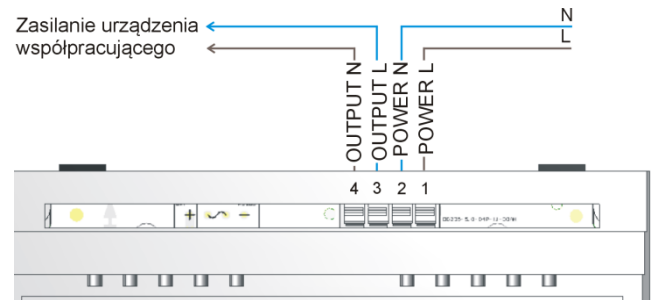 Zasilanie urządzenia
współpracującego
N
L
OUTPUT N
OUTPUT L
POWER N
POWER L
4 3 2 1
+ −